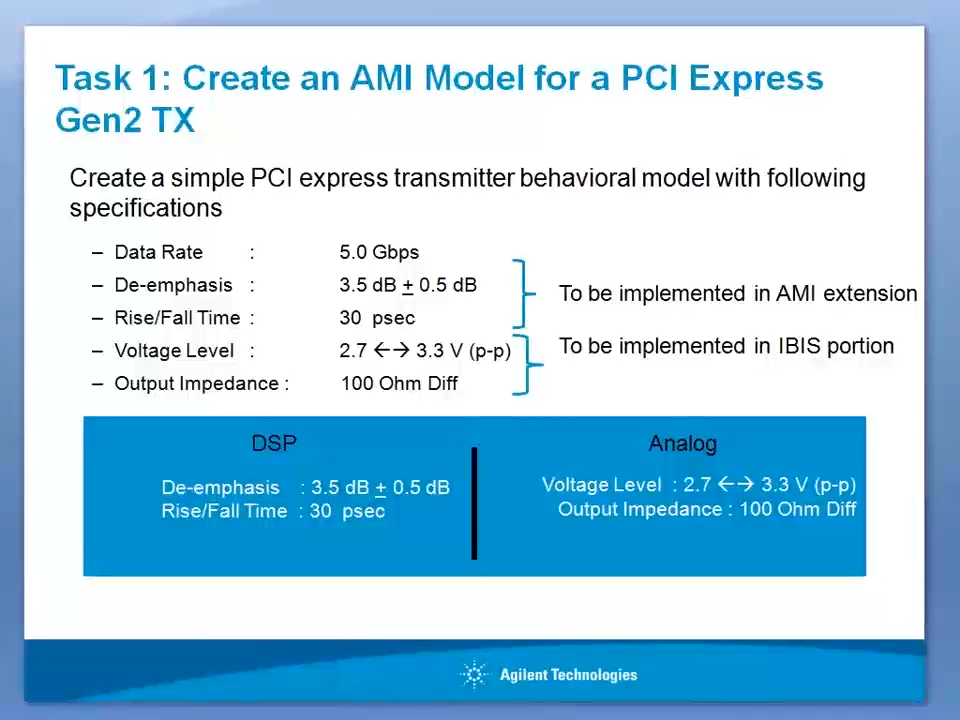 Task 1: Create an AMI Model for a PCI Express
Gen2 TX
Create a simple PCI express transmitter behavioral model with following
specifications
– Data Rate : 5.0 Gbps
– De-emphasis : 3.5 dB ± 0.5 dB
– Rise/Fall Time : 30 psec
– Voltage Level : 2.7 ←→ 3.3 V (p-p)
– Output Impedance : 100 Ohm Diff
To be implemented in AMI extension
To be implemented in IBIS portion
DSP
De-emphasis : 3.5 dB ± 0.5 dB
Rise/Fall Time : 30 psec
Analog
Voltage Level : 2.7 ←→ 3.3 V (p-p)
Output Impedance : 100 Ohm Diff
Agilent Technologies